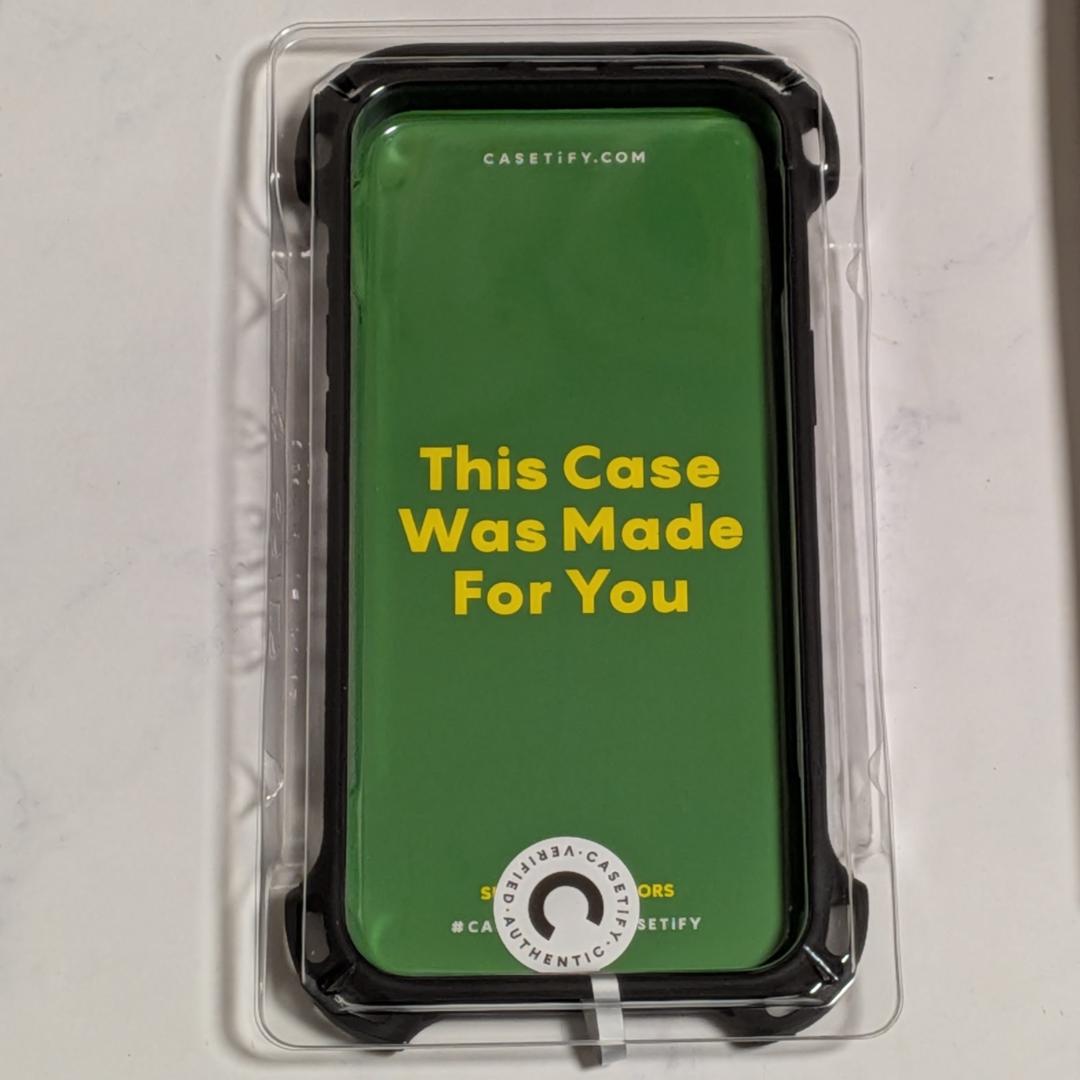 CASETiFY.COM
This Case
Was Made
For You
VERIFIED · CASETIFY · AUTHENTIC ·